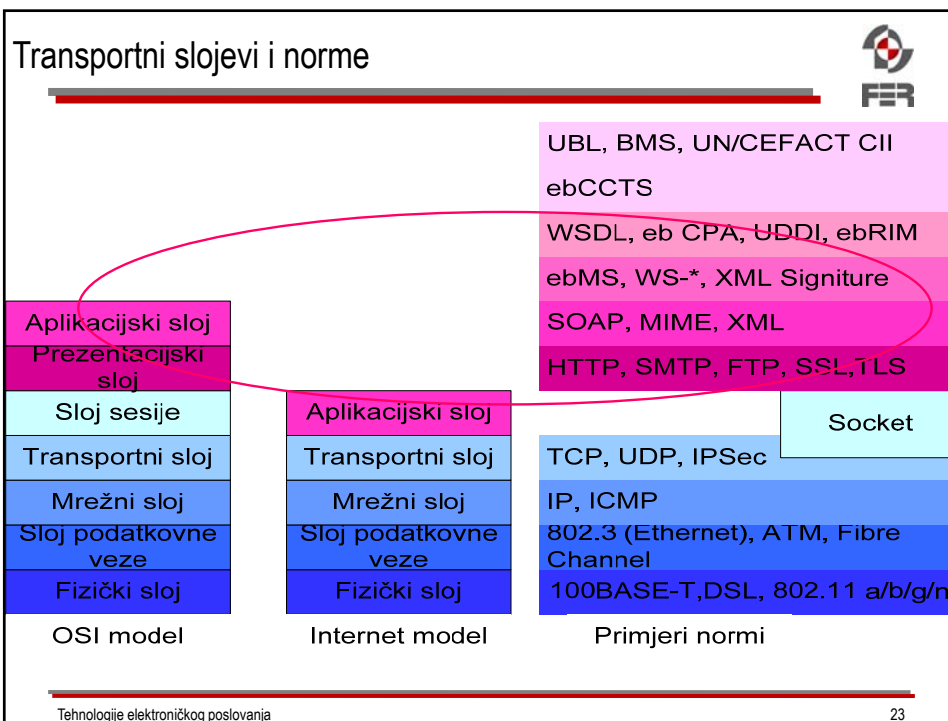 Transportni slojevi i norme
FER
UBL, BMS, UN/CEFACT CII
ebCCTS
WSDL, eb CPA, UDDI, ebRIM
ebMS, WS-*, XML Signiture
SOAP, MIME, XML
HTTP, SMTP, FTP, SSL,TLS
Aplikacijski sloj
Prezentacijski
sloj
Sloj sesije
Transportni sloj
Mrežni sloj
Sloj podatkovne
veze
Fizički sloj
OSI model
Aplikacijski sloj
Transportni sloj
Mrežni sloj
Sloj podatkovne
veze
Fizički sloj
Internet model
Socket
TCP, UDP, IPSec
IP, ICMP
802.3 (Ethernet), ATM, Fibre
Channel
100BASE-T,DSL, 802.11 a/b/g/n
Primjeri normi
Tehnologije elektroničkog poslovanja
23